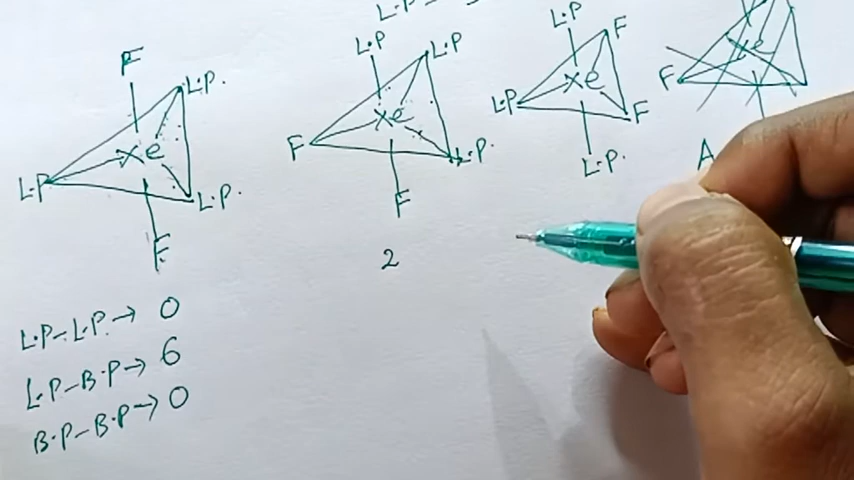 L.P
F
L.P.
Xe
L.P
L.P.
F
L.P
L.P
Xe
F
L.P.
F
L.P
F
Xe
L.P
F
L.P.
Xe
F
A
2
L.P-L.P. → 0
L.P-B.P → 6
B.P-B.P → 0